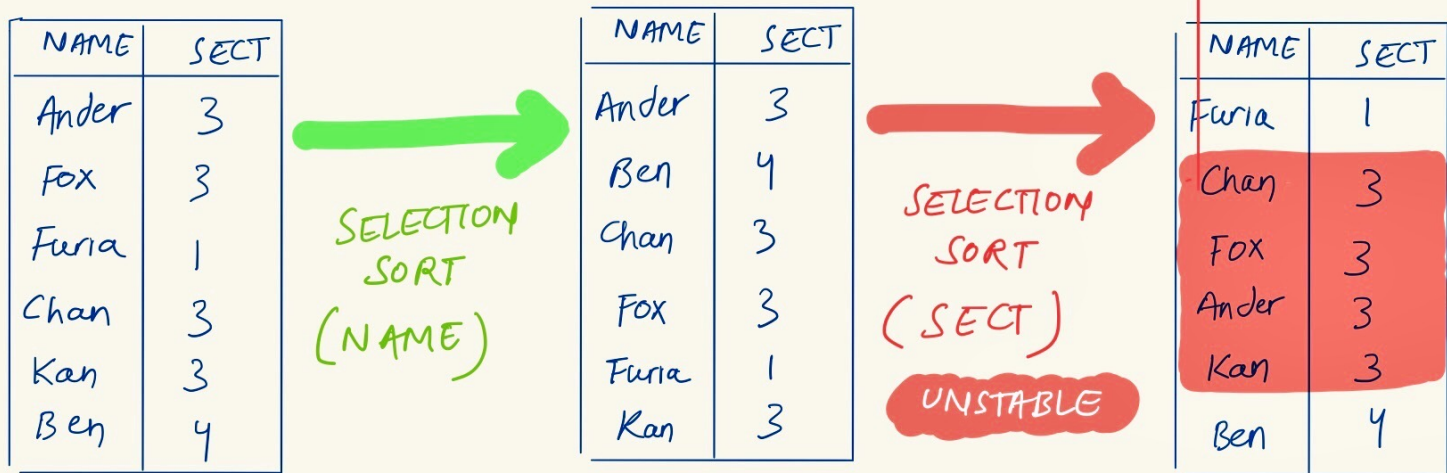 NAME SECT
Ander 3
Fox 3
Furia 1
Chan 3
Kan 3
Ben 4
SELECTION
SORT
(NAME)
NAME SECT
Ander 3
Ben 4
Chan 3
Fox 3
Furia 1
Kan 3
SELECTION
SORT
(SECT)
UNSTABLE
NAME SECT
Furia 1
Chan 3
Fox 3
Ander 3
Kan 3
Ben 4